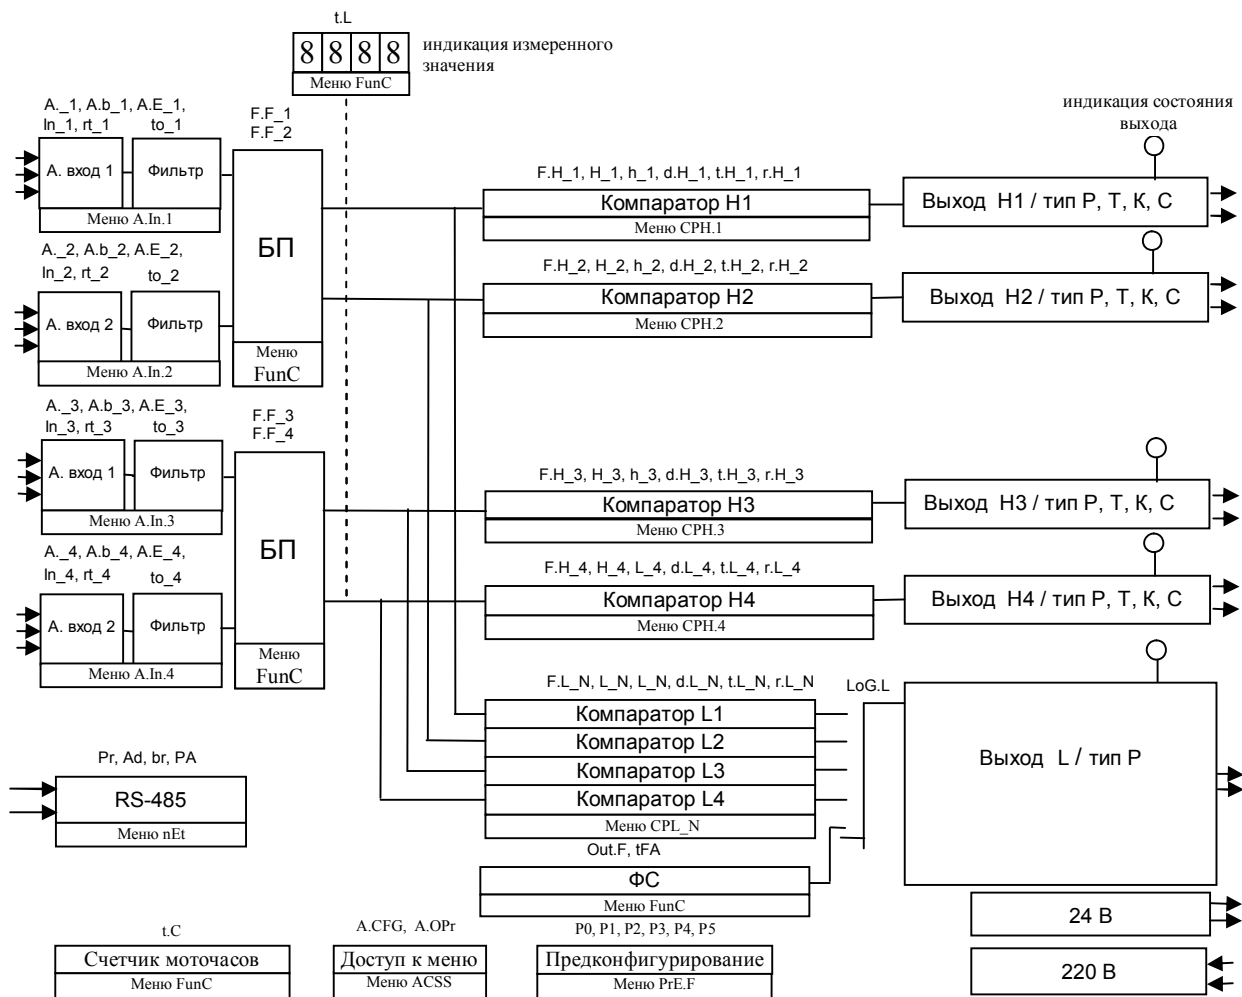 t.L
8 8 8 8
Меню FunC
индикация измеренного
значения
A._1, A.b_1, A.E_1,
In_1, rt_1
to_1
А. вход 1
Фильтр
Меню A.In.1
F.F_1
F.F_2
БП
Меню
FunC
A._2, A.b_2, A.E_2,
In_2, rt_2
to_2
А. вход 2
Фильтр
Меню A.In.2
индикация состояния
выхода
F.H_1, H_1, h_1, d.H_1, t.H_1, r.H_1
Компаратор H1
Меню CPH.1
Выход H1 / тип Р, Т, К, С
F.H_2, H_2, h_2, d.H_2, t.H_2, r.H_2
Компаратор H2
Меню CPH.2
Выход H2 / тип Р, Т, К, С
A._3, A.b_3, A.E_3,
In_3, rt_3
to_3
А. вход 1
Фильтр
Меню A.In.3
F.F_3
F.F_4
БП
Меню
FunC
A._4, A.b_4, A.E_4,
In_4, rt_4
to_4
А. вход 2
Фильтр
Меню A.In.4
F.H_3, H_3, h_3, d.H_3, t.H_3, r.H_3
Компаратор H3
Меню CPH.3
Выход H3 / тип Р, Т, К, С
F.H_4, H_4, L_4, d.L_4, t.L_4, r.L_4
Компаратор H4
Меню CPH.4
Выход H4 / тип Р, Т, К, С
F.L_N, L_N, L_N, d.L_N, t.L_N, r.L_N
Компаратор L1
Компаратор L2
Компаратор L3
Компаратор L4
Меню CPL_N
LoG.L
Выход L / тип Р
Pr, Ad, br, PA
RS-485
Меню nEt
Out.F, tFA
ФС
Меню FunC
24 В
220 В
t.C
Счетчик моточасов
Меню FunC
A.CFG, A.OPr
Доступ к меню
Меню ACSS
P0, P1, P2, P3, P4, P5
Предконфигурирование
Меню PrE.F